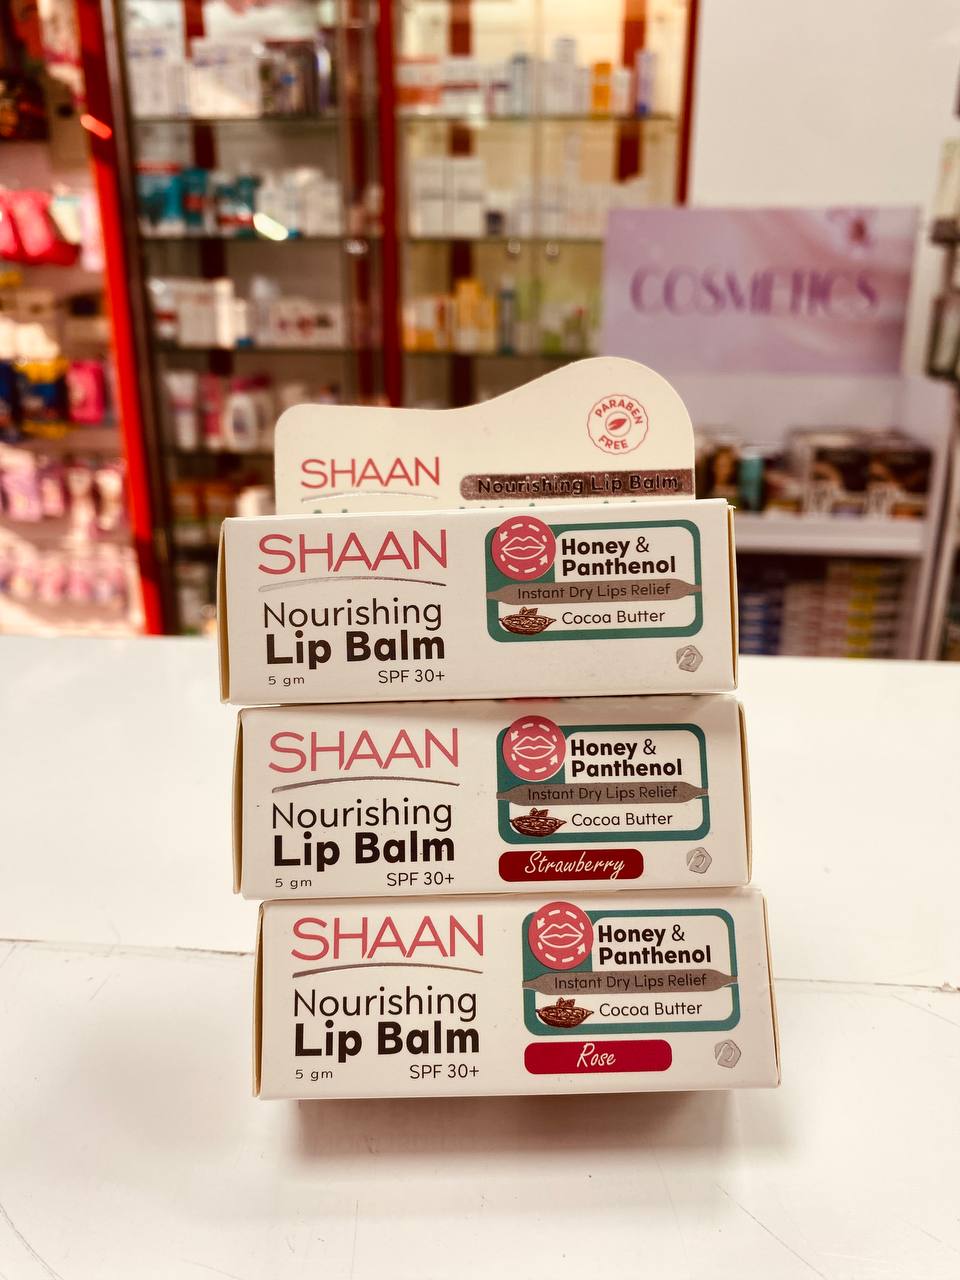 COSMETICS
PARABEN FREE
SHAAN
Nourishing Lip Balm
SHAAN
Nourishing
Lip Balm
5 gm SPF 30+
Honey &
Panthenol
Instant Dry Lips Relief
Cocoa Butter
SHAAN
Nourishing
Lip Balm
5 gm SPF 30+
Honey &
Panthenol
Instant Dry Lips Relief
Cocoa Butter
Strawberry
SHAAN
Nourishing
Lip Balm
5 gm SPF 30+
Honey &
Panthenol
Instant Dry Lips Relief
Cocoa Butter
Rose